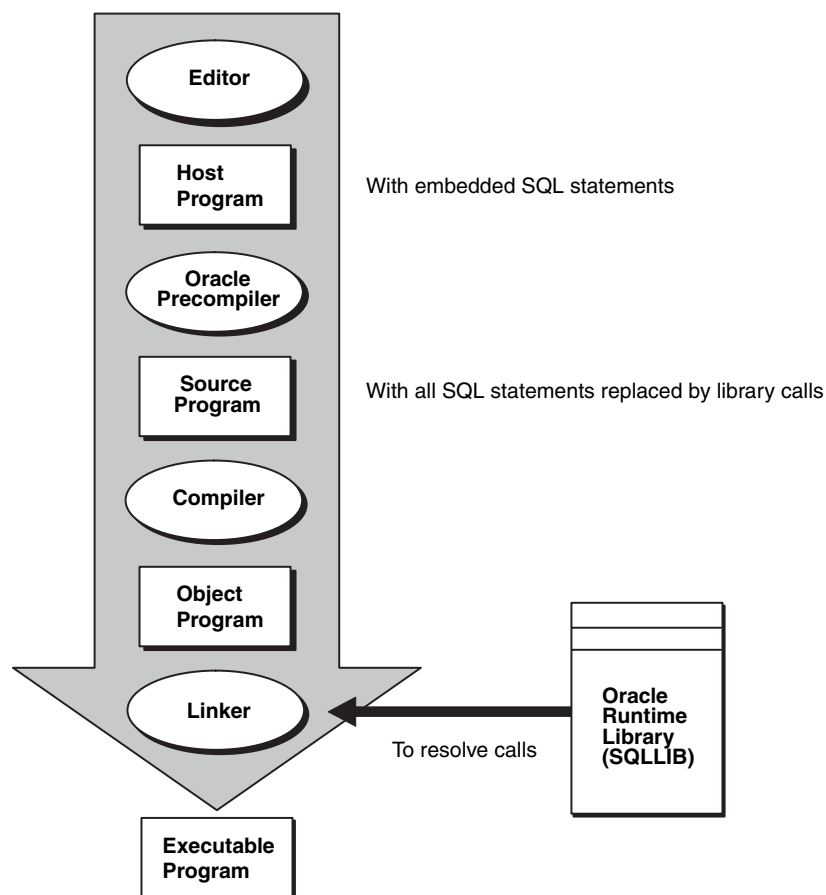 Editor
Host
Program
With embedded SQL statements
Oracle
Precompiler
Source
Program
With all SQL statements replaced by library calls
Compiler
Object
Program
Linker
To resolve calls
Oracle
Runtime
Library
(SQLLIB)
Executable
Program